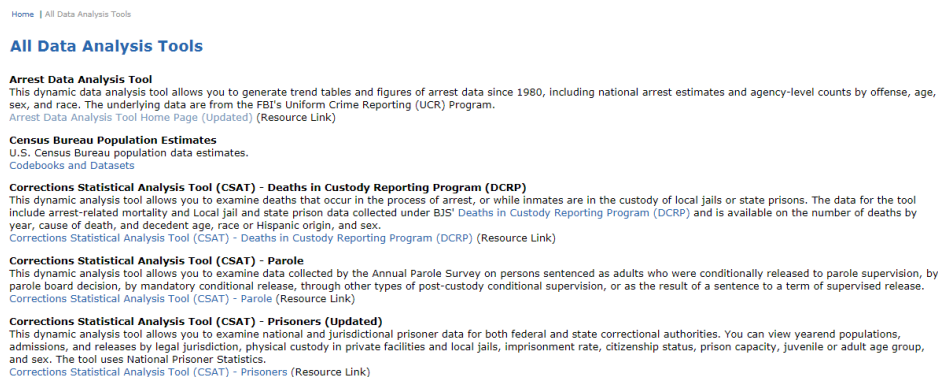 Home | All Data Analysis Tools
All Data Analysis Tools
Arrest Data Analysis Tool
This dynamic data analysis tool allows you to generate trend tables and figures of arrest data since 1980, including national arrest estimates and agency-level counts by offense, age,
sex, and race. The underlying data are from the FBI's Uniform Crime Reporting (UCR) Program.
Arrest Data Analysis Tool Home Page (Updated) (Resource Link)
Census Bureau Population Estimates
U.S. Census Bureau population data estimates.
Codebooks and Datasets
Corrections Statistical Analysis Tool (CSAT) - Deaths in Custody Reporting Program (DCRP)
This dynamic analysis tool allows you to examine deaths that occur in the process of arrest, or while inmates are in the custody of local jails or state prisons. The data for the tool
include arrest-related mortality and Local jail and state prison data collected under BJS' Deaths in Custody Reporting Program (DCRP) and is available on the number of deaths by
year, cause of death, and decedent age, race or Hispanic origin, and sex.
Corrections Statistical Analysis Tool (CSAT) - Deaths in Custody Reporting Program (DCRP) (Resource Link)
Corrections Statistical Analysis Tool (CSAT) - Parole
This dynamic analysis tool allows you to examine data collected by the Annual Parole Survey on persons sentenced as adults who were conditionally released to parole supervision, by
parole board decision, by mandatory conditional release, through other types of post-custody conditional supervision, or as the result of a sentence to a term of supervised release.
Corrections Statistical Analysis Tool (CSAT) - Parole (Resource Link)
Corrections Statistical Analysis Tool (CSAT) - Prisoners (Updated)
This dynamic analysis tool allows you to examine national and jurisdictional prisoner data for both federal and state correctional authorities. You can view yearend populations,
admissions, and releases by legal jurisdiction, physical custody in private facilities and local jails, imprisonment rate, citizenship status, prison capacity, juvenile or adult age group,
and sex. The tool uses National Prisoner Statistics.
Corrections Statistical Analysis Tool (CSAT) - Prisoners (Resource Link)